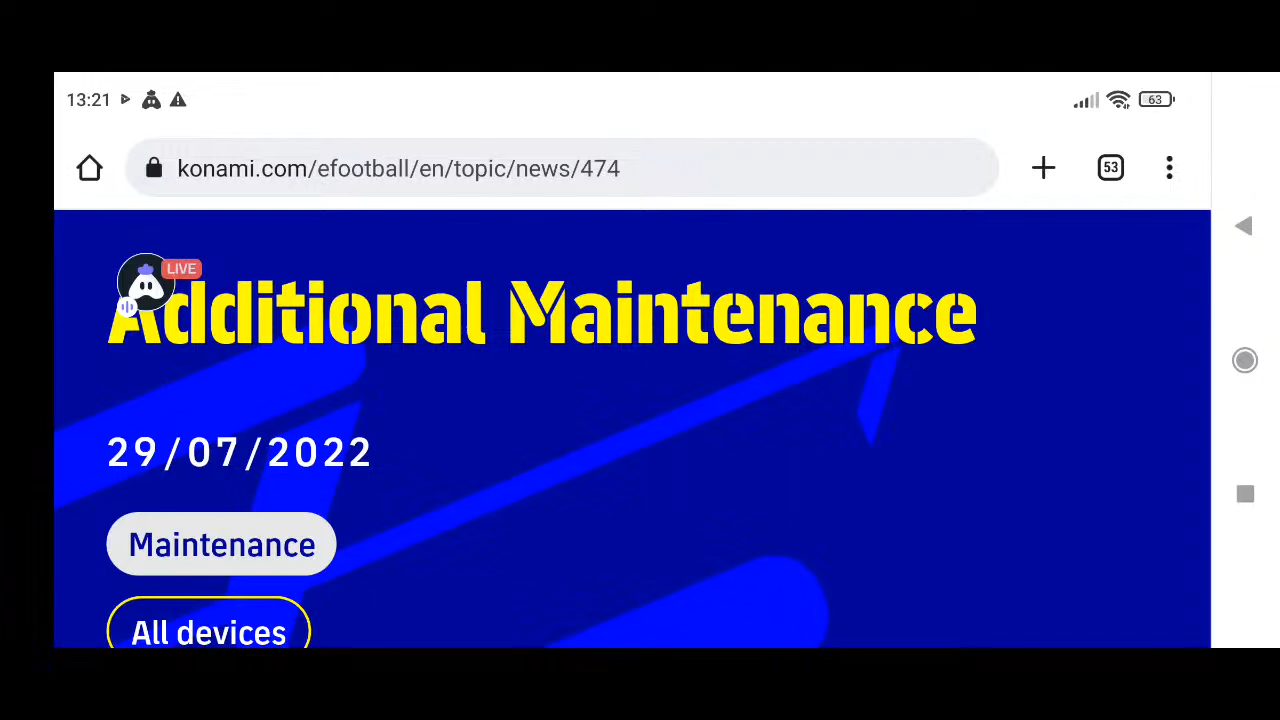 13:21
63
konami.com/efootball/en/topic/news/474
53
LIVE
Additional Maintenance
29/07/2022
Maintenance
All devices